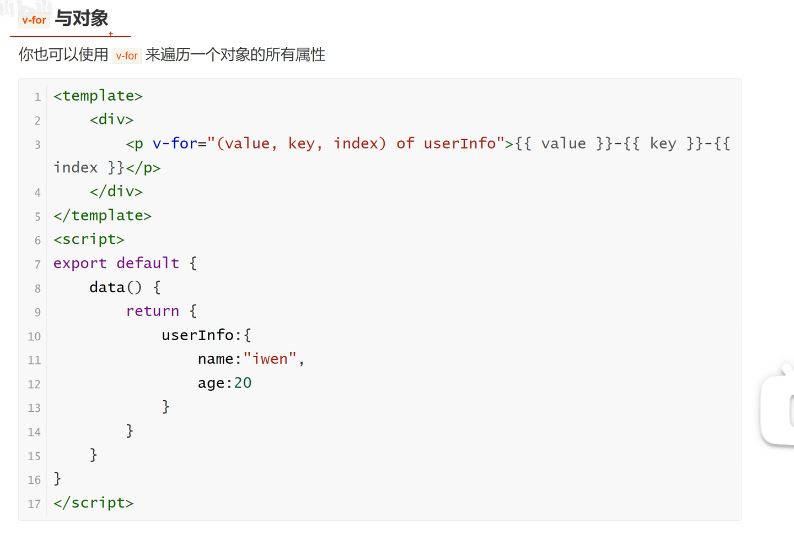 v-for 与对象
你也可以使用 v-for 来遍历一个对象的所有属性
1 <template>
2     <div>
3         <p v-for="(value, key, index) of userInfo">{{ value }}-{{ key }}-{{
index }}</p>
4     </div>
5 </template>
6 <script>
7 export default {
8     data() {
9         return {
10             userInfo:{
11                 name:"iwen",
12                 age:20
13             }
14         }
15     }
16 }
17 </script>